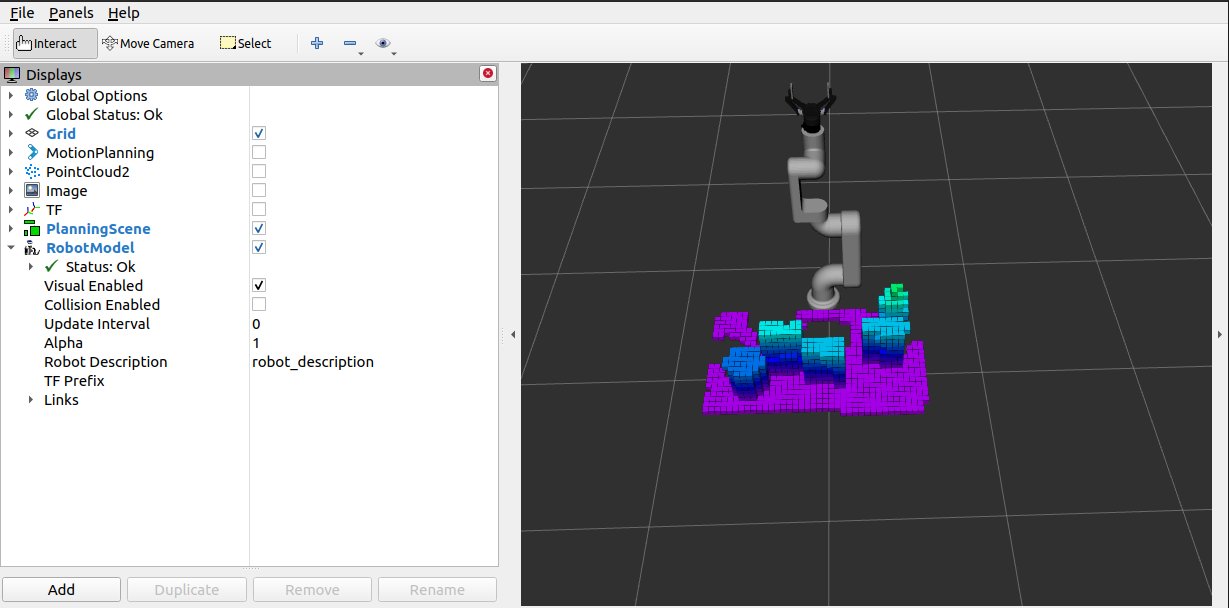 File Panels Help
Interact Move Camera Select
Displays
Global Options
Global Status: Ok
Grid
MotionPlanning
PointCloud2
Image
TF
PlanningScene
RobotModel
Status: Ok
Visual Enabled
Collision Enabled
Update Interval 0
Alpha 1
Robot Description robot_description
TF Prefix
Links
Add Duplicate Remove Rename